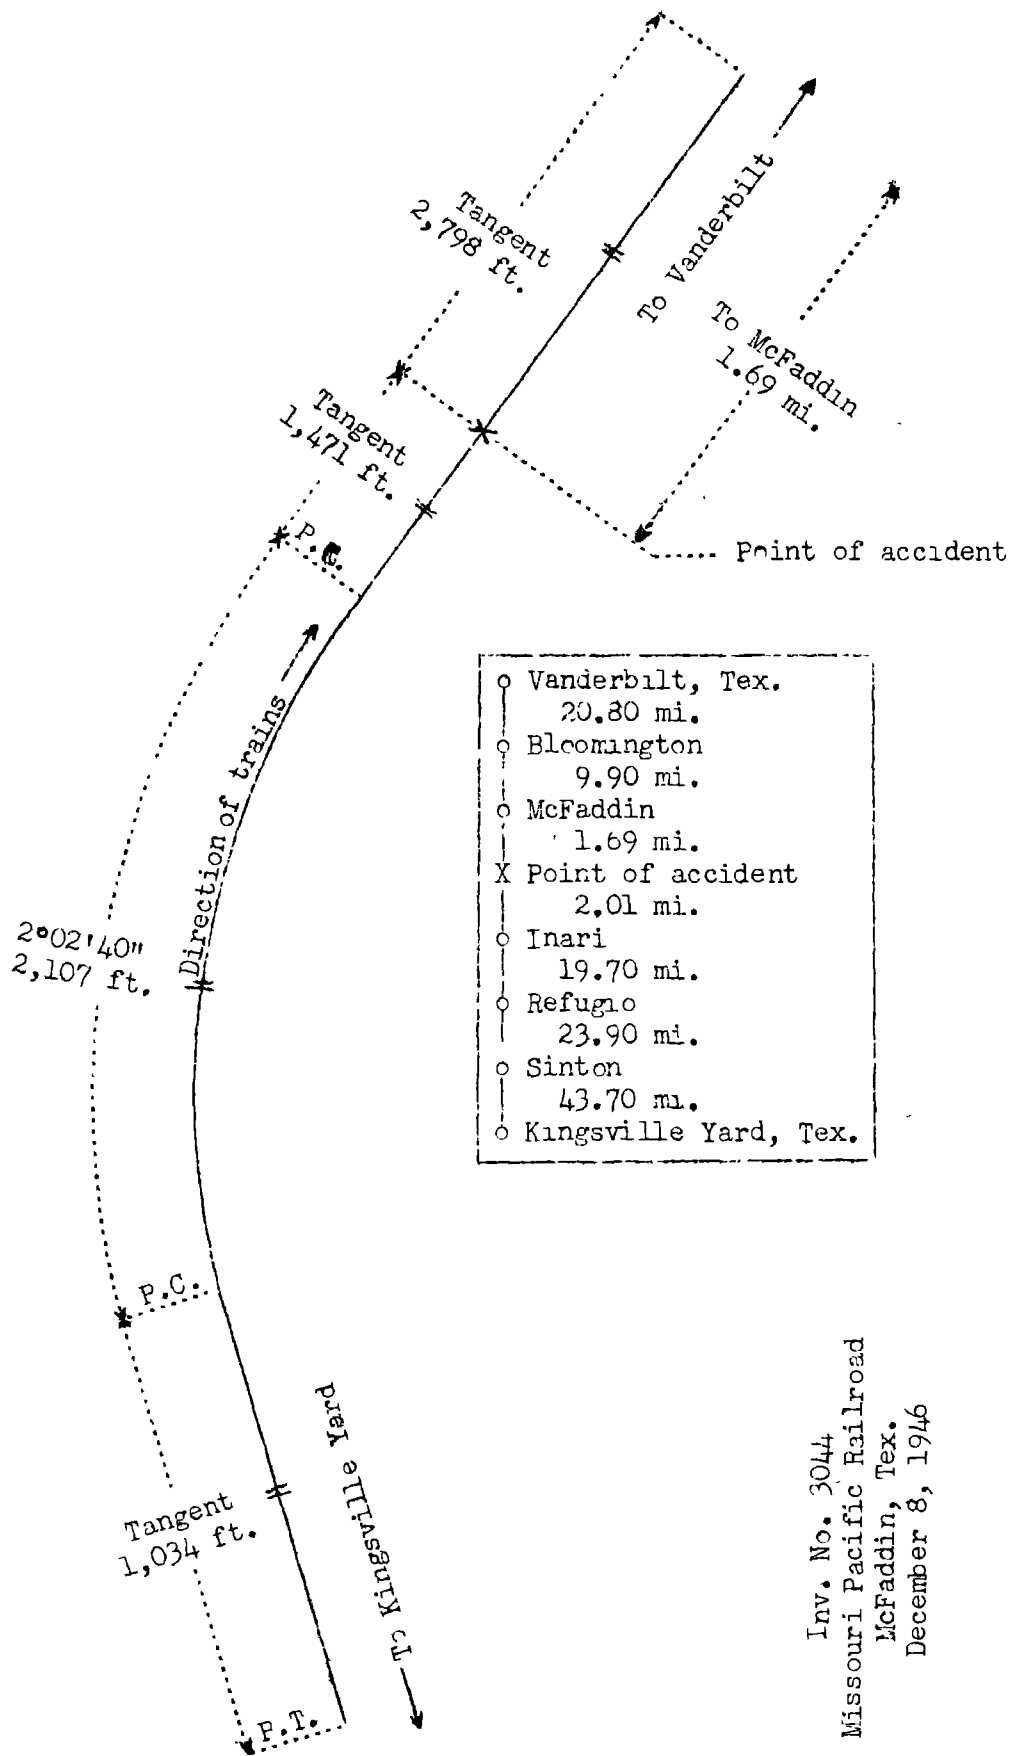 Tangent
2,798 ft.
To Vanderbilt
To McFaddin
1.69 mi.
Tangent
1,471 ft.
Point of accident
Direction of trains
2°02'40"
2,107 ft.
Vanderbilt, Tex.
20.80 mi.
Bloomington
9.90 mi.
McFaddin
1.69 mi.
X Point of accident
2.01 mi.
Inari
19.70 mi.
Refugio
23.90 mi.
Sinton
43.70 mi.
Kingsville Yard, Tex.
P.C.
Tangent
1,034 ft.
To Kingsville Yard
P.T.
Inv. No. 3044
Missouri Pacific Railroad
McFaddin, Tex.
December 8, 1946